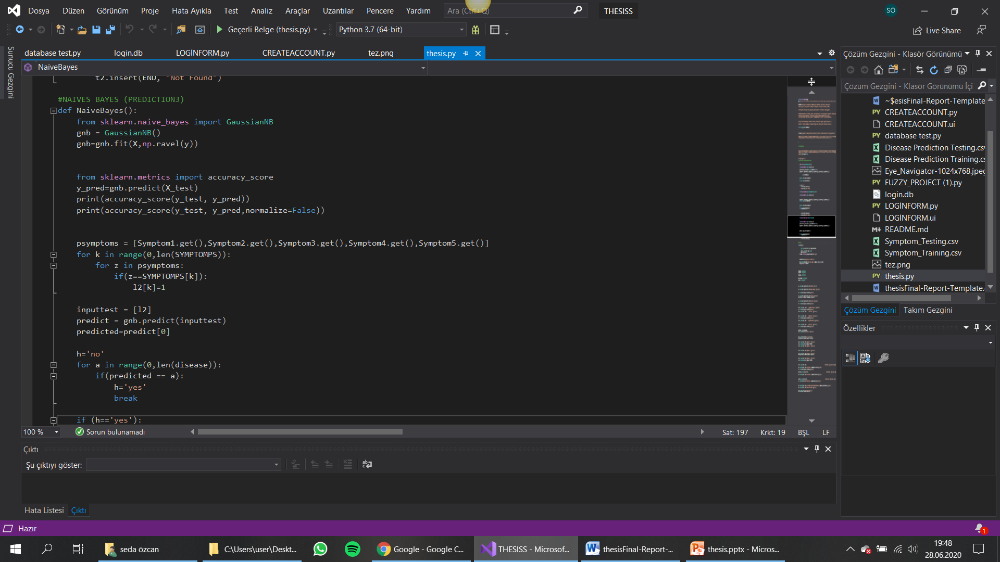 Dosya Düzen Görünüm Proje Hata Ayıkla Test Analiz Araçlar Uzantılar Pencere Yardım Ara (Ctrl+Q) THESISS SÖ
Geçerli Belge (thesis.py) Python 3.7 (64-bit) Live Share
Sunucu Gezgini
database test.py login.db LOGİNFORM.py CREATEACCOUNT.py tez.png thesis.py
NaiveBayes
t2.insert(END, "Not Found")
#NAIVES BAYES (PREDICTION3)
def NaiveBayes():
from sklearn.naive_bayes import GaussianNB
gnb = GaussianNB()
gnb=gnb.fit(X,np.ravel(y))
from sklearn.metrics import accuracy_score
y_pred=gnb.predict(X_test)
print(accuracy_score(y_test, y_pred))
print(accuracy_score(y_test, y_pred,normalize=False))
psymptoms = [Symptom1.get(),Symptom2.get(),Symptom3.get(),Symptom4.get(),Symptom5.get()]
for k in range(0,len(SYMPTOMPS)):
for z in psymptoms:
if(z==SYMPTOMPS[k]):
l2[k]=1
inputtest = [l2]
predict = gnb.predict(inputtest)
predicted=predict[0]
h='no'
for a in range(0,len(disease)):
if(predicted == a):
h='yes'
break
if (h=='yes'):
100 % Sorun bulunamadı Sat: 197 Krkt: 19 BŞL LF
Çıktı
Şu çıktıyı göster:
Hata Listesi Çıktı
Çözüm Gezgini - Klasör Görünümü
Çözüm Gezgini - Klasör Görünümü İçi
~$esisFinal-Report-Template
CREATEACCOUNT.py
CREATEACCOUNT.ui
database test.py
Disease Prediction Testing.csv
Disease Prediction Training.cs
Eye_Navigator-1024x768.jpeg
FUZZY_PROJECT (1).py
login.db
LOGİNFORM.py
LOGİNFORM.ui
README.md
Symptom_Testing.csv
Symptom_Training.csv
tez.png
thesis.py
thesisFinal-Report-Template.
Çözüm Gezgini Takım Gezgini
Özellikler
Hazır 1
seda özcan C:\Users\user\Deskt... Google - Google C... THESISS - Microsof... thesisFinal-Report-... thesis.pptx - Micros... 19:48
28.06.2020